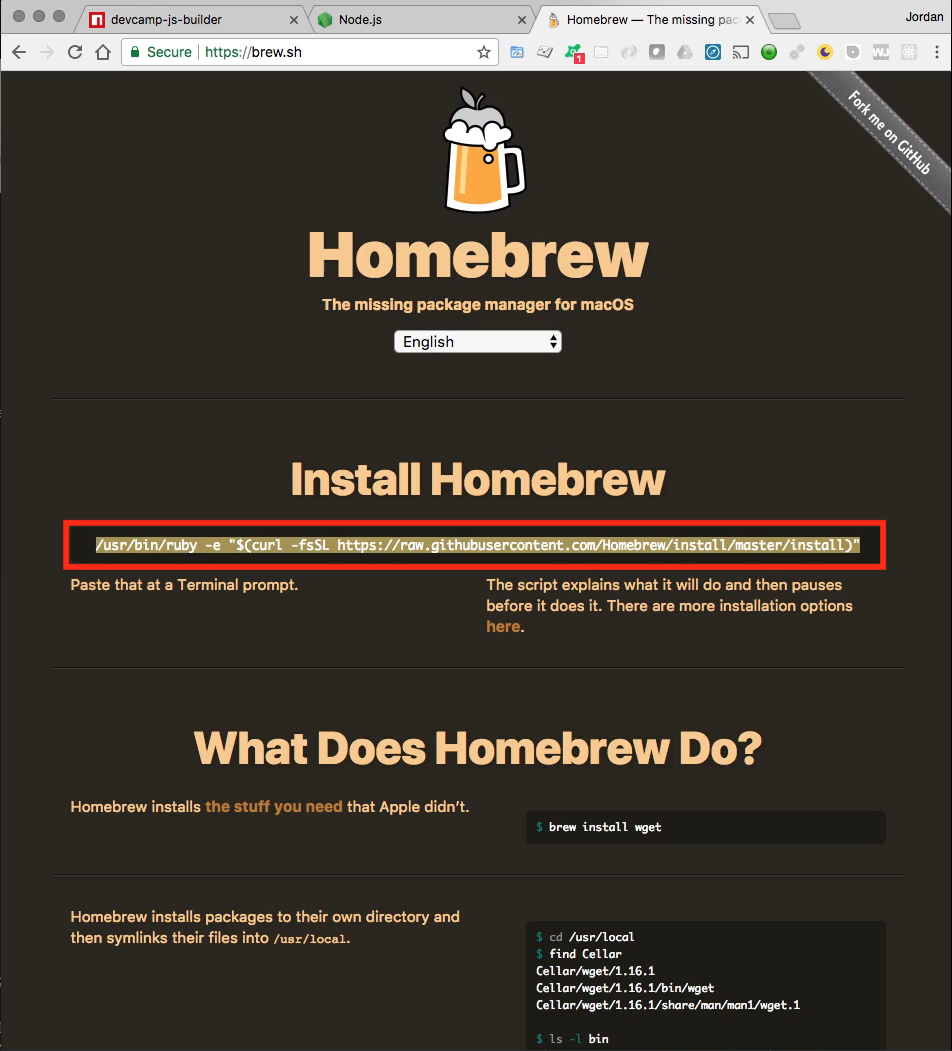 devcamp-js-builder
Node.js
Homebrew — The missing pac
Jordan
Secure https://brew.sh
1
WJ
Fork me on GitHub
Homebrew
The missing package manager for macOS
English
Install Homebrew
/usr/bin/ruby -e "$(curl -fsSL https://raw.githubusercontent.com/Homebrew/install/master/install)"
Paste that at a Terminal prompt.
The script explains what it will do and then pauses
before it does it. There are more installation options
here.
What Does Homebrew Do?
Homebrew installs the stuff you need that Apple didn’t.
$ brew install wget
Homebrew installs packages to their own directory and
then symlinks their files into /usr/local.
$ cd /usr/local
$ find Cellar
Cellar/wget/1.16.1
Cellar/wget/1.16.1/bin/wget
Cellar/wget/1.16.1/share/man/man1/wget.1
$ ls -l bin